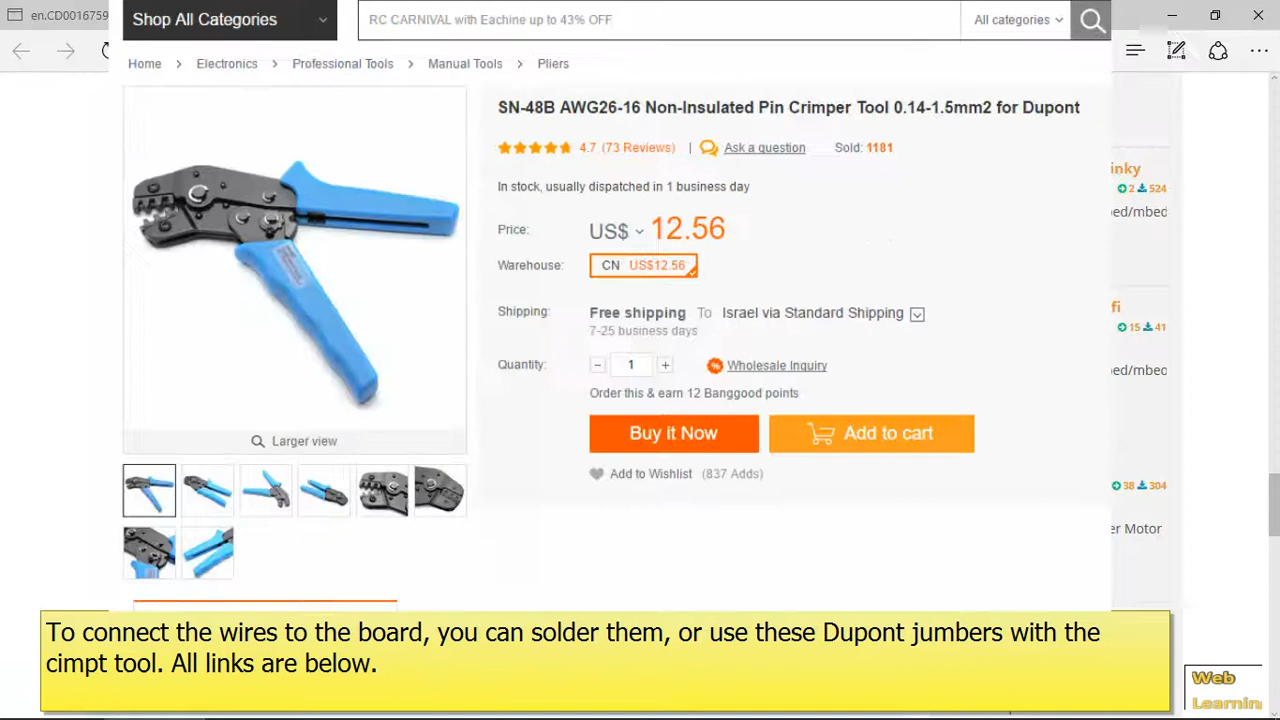 en.CD0016759
Shop All Categories
RC CARNIVAL with Eachine up to 43% OFF
All categories
Home > Electronics > Professional Tools > Manual Tools > Pliers
SN-48B AWG26-16 Non-Insulated Pin Crimper Tool 0.14-1.5mm2 for Dupont
4.7 (73 Reviews) | Ask a question Sold: 1181
In stock, usually dispatched in 1 business day
Price: US$ 12.56
Warehouse: CN US$12.56
Shipping: Free shipping To Israel via Standard Shipping
7-25 business days
Quantity: - 1 + Wholesale Inquiry
Order this & earn 12 Banggood points
Buy it Now Add to cart
Add to Wishlist (837 Adds)
Larger view
inky
2 524
ed/mbed
fi
15 41
ed/mbed
38 304
er Motor
To connect the wires to the board, you can solder them, or use these Dupont jumbers with the
cimpt tool. All links are below.
Web
Learnin